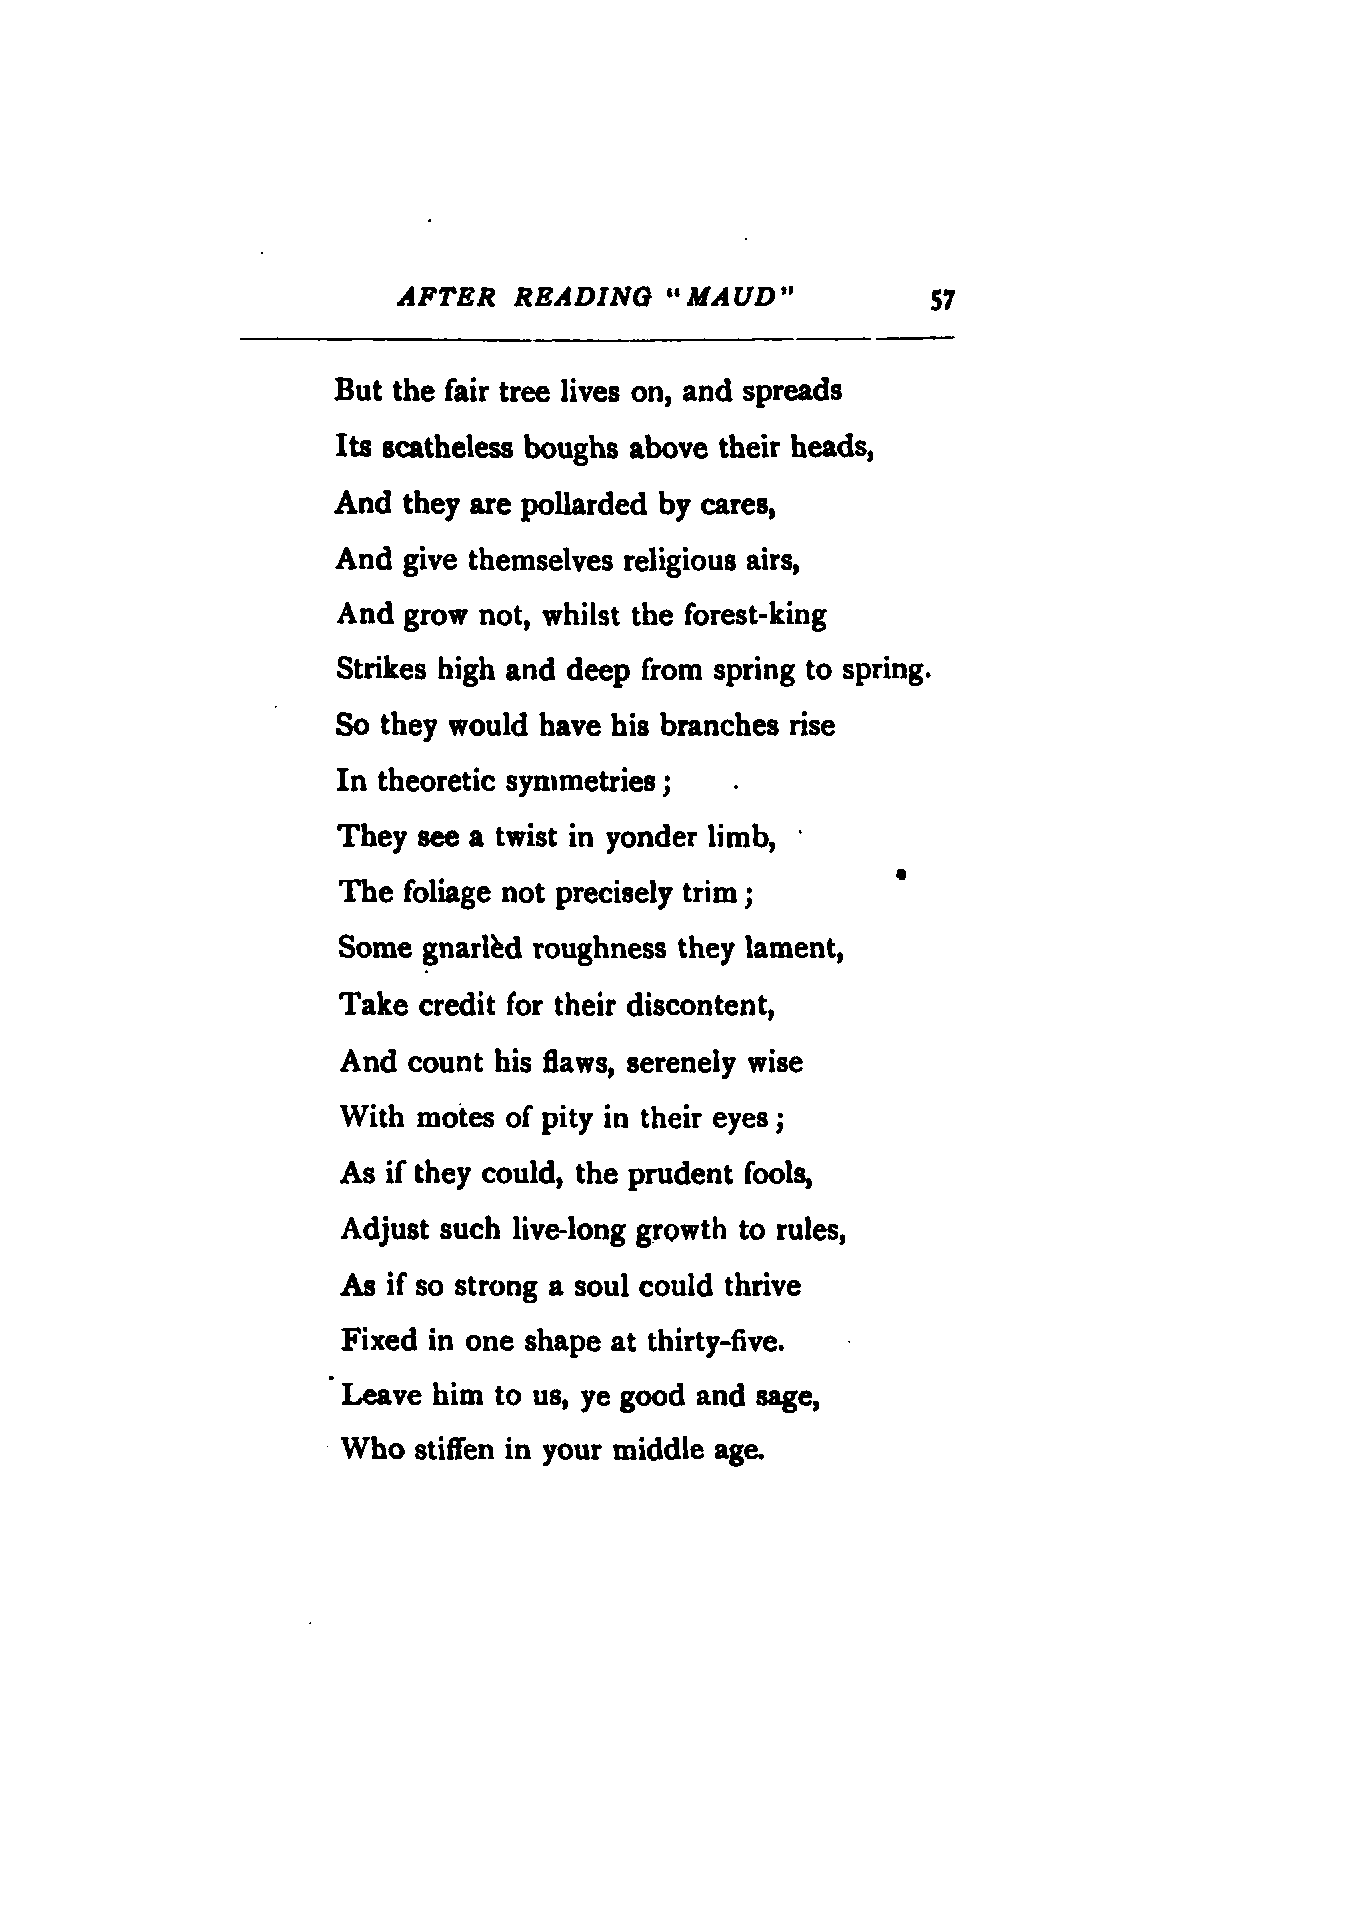 AFTER READING "MAUD" 57
But the fair tree lives on, and spreads
Its scatheless boughs above their heads,
And they are pollarded by cares,
And give themselves religious airs,
And grow not, whilst the forest-king
Strikes high and deep from spring to spring.
So they would have his branches rise
In theoretic symmetries;
They see a twist in yonder limb,
The foliage not precisely trim;
Some gnarlèd roughness they lament,
Take credit for their discontent,
And count his flaws, serenely wise
With motes of pity in their eyes;
As if they could, the prudent fools,
Adjust such live-long growth to rules,
As if so strong a soul could thrive
Fixed in one shape at thirty-five.
Leave him to us, ye good and sage,
Who stiffen in your middle age.